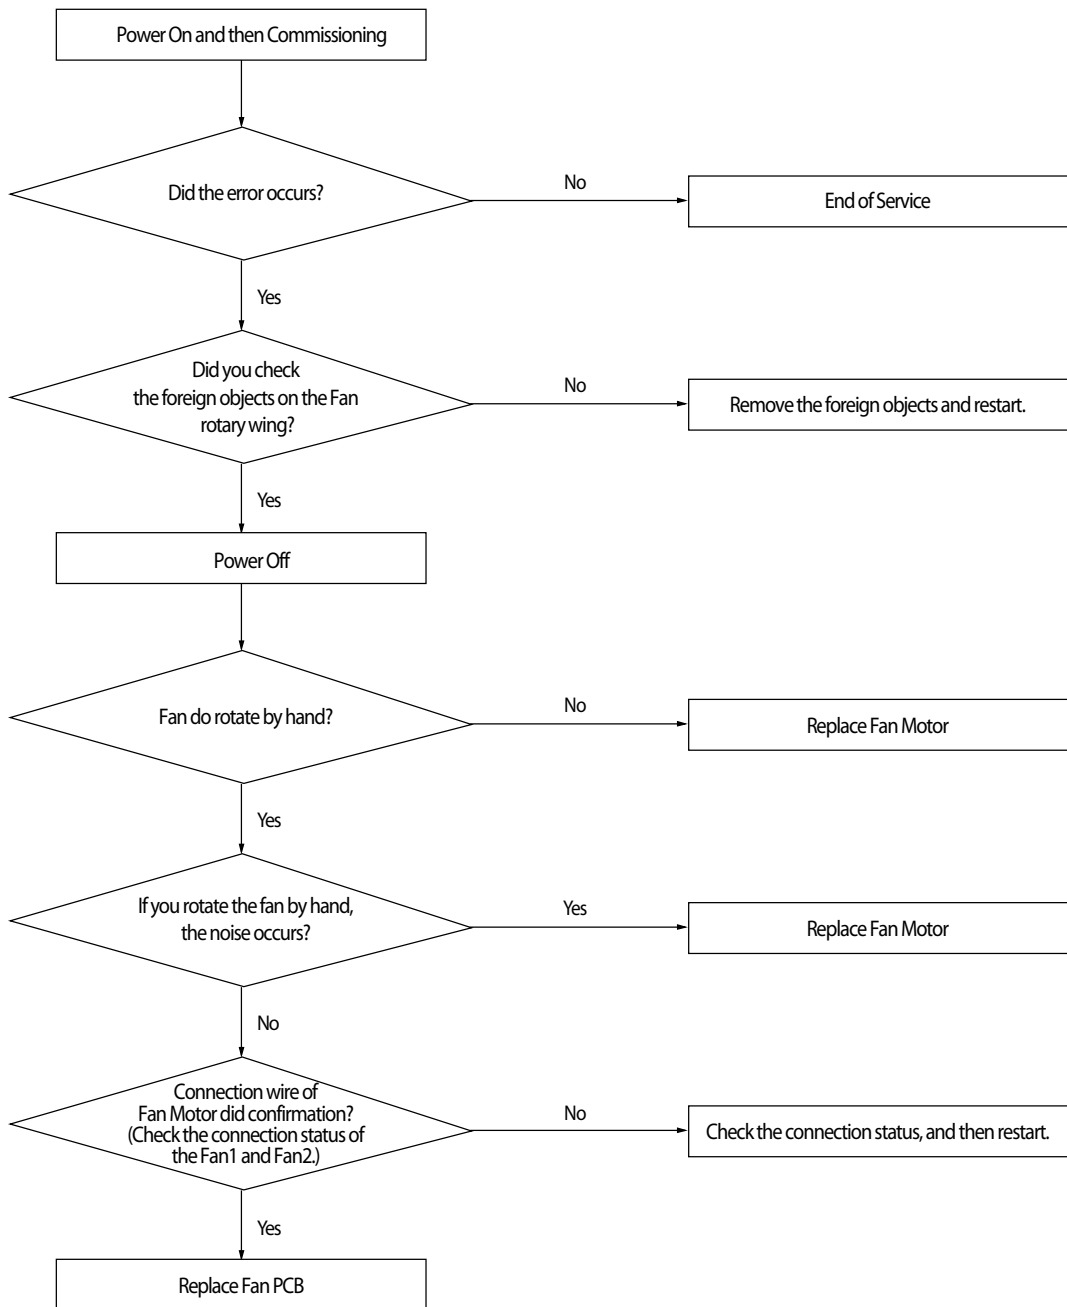 Power On and then Commissioning
Did the error occurs?
No
End of Service
Yes
Did you check
the foreign objects on the Fan
rotary wing?
No
Remove the foreign objects and restart.
Yes
Power Off
Fan do rotate by hand?
No
Replace Fan Motor
Yes
If you rotate the fan by hand,
the noise occurs?
Yes
Replace Fan Motor
No
Connection wire of
Fan Motor did confirmation?
(Check the connection status of
the Fan1 and Fan2.)
No
Check the connection status, and then restart.
Yes
Replace Fan PCB